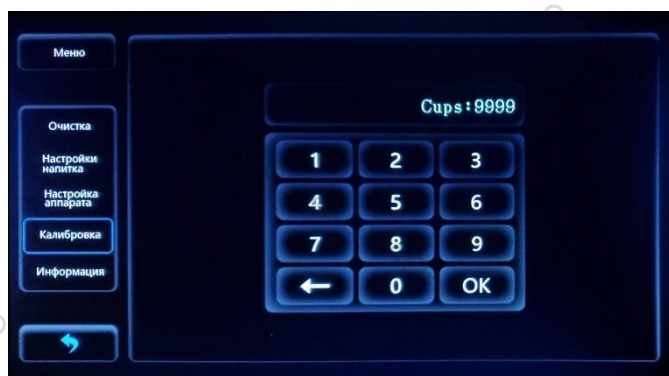 Меню
Очистка
Настройки
напитка
Настройка
аппарата
Калибровка
Информация
Cups:9999
1 2 3
4 5 6
7 8 9
0 OK